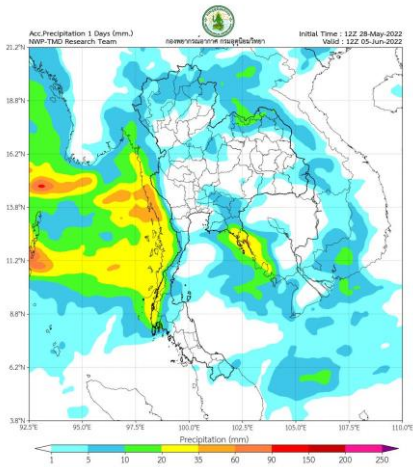 Acc.Precipitation 1 Days (mm.)
NWP-TMD Research Team
กองพยากรณ์อากาศ กรมอุตุนิยมวิทยา
Initial Time : 12Z 28-May-2022
Valid : 12Z 05-Jun-2022
21.2°N
18.8°N
16.2°N
13.8°N
11.2°N
8.8°N
6.2°N
3.8°N
92.5°E 95.0°E 97.5°E 100.0°E 102.5°E 105.0°E 107.5°E 110.0°E
Precipitation (mm)
1 5 10 20 35 60 90 150 200 250